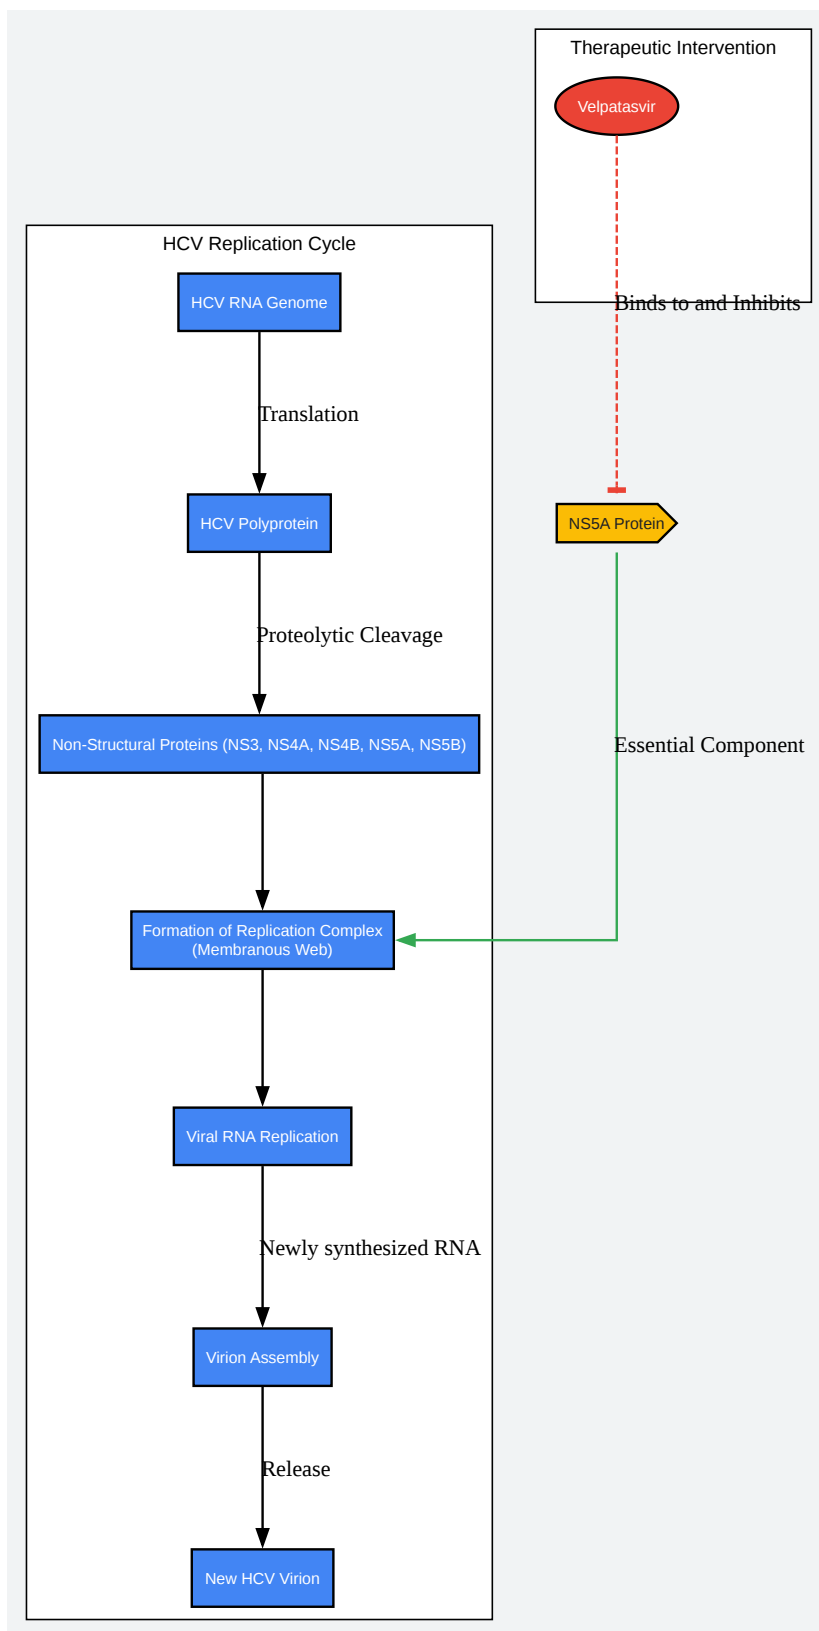 Therapeutic Intervention
Velpatasvir
Binds to and Inhibits
HCV Replication Cycle
HCV RNA Genome
Translation
HCV Polyprotein
NS5A Protein
Proteolytic Cleavage
Non-Structural Proteins (NS3, NS4A, NS4B, NS5A, NS5B)
Essential Component
Formation of Replication Complex
(Membranous Web)
Viral RNA Replication
Newly synthesized RNA
Virion Assembly
Release
New HCV Virion